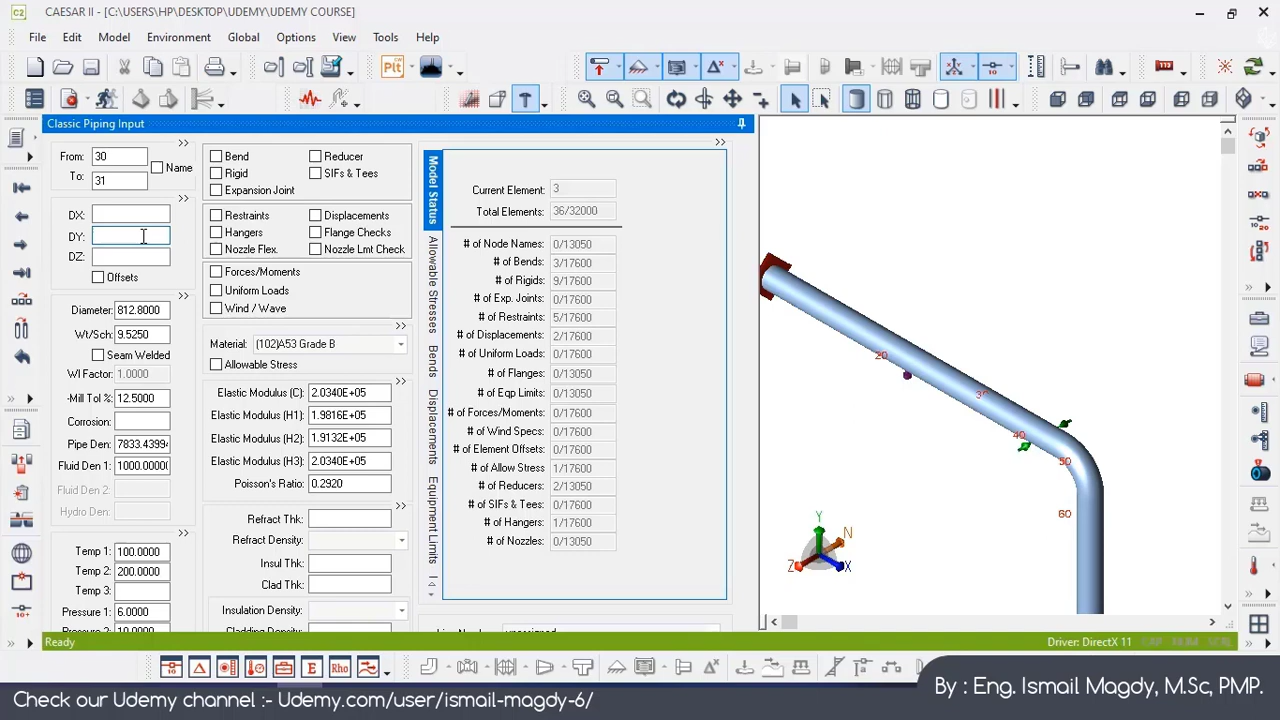 CAESAR II - [C:\USERS\HP\DESKTOP\UDEMY\UDEMY COURSE]
File Edit Model Environment Global Options View Tools Help
Classic Piping Input
From: 30
To: 31
Name
DX:
DY:
DZ:
Offsets
Diameter: 812.8000
Wt/Sch: 9.5250
Seam Welded
WI Factor: 1.0000
-Mill Tol %: 12.5000
Corrosion:
Pipe Den: 7833.4399
Fluid Den 1: 1000.0000
Fluid Den 2:
Hydro Den:
Temp 1: 100.0000
Temp 2: 200.0000
Temp 3:
Pressure 1: 6.0000
Pressure 2: 10.0000
Bend Reducer
Rigid SIFs & Tees
Expansion Joint
Restraints Displacements
Hangers Flange Checks
Nozzle Flex. Nozzle Lmt Check
Forces/Moments
Uniform Loads
Wind / Wave
Material: (102)A53 Grade B
Allowable Stress
Elastic Modulus (C): 2.0340E+05
Elastic Modulus (H1): 1.9816E+05
Elastic Modulus (H2): 1.9132E+05
Elastic Modulus (H3): 2.0340E+05
Poisson's Ratio: 0.2920
Refract Thk:
Refract Density:
Insul Thk:
Clad Thk:
Insulation Density:
Cladding Density:
Model Status
Allowable Stresses
Bends
Displacements
Equipment Limits
Current Element: 3
Total Elements: 36/32000
# of Node Names: 0/13050
# of Bends: 3/17600
# of Rigids: 9/17600
# of Exp. Joints: 0/17600
# of Restraints: 5/17600
# of Displacements: 2/17600
# of Uniform Loads: 0/17600
# of Flanges: 0/13050
# of Eqp Limits: 0/13050
# of Forces/Moments: 0/17600
# of Wind Specs: 0/17600
# of Element Offsets: 0/17600
# of Allow Stress 1/17600
# of Reducers: 2/13050
# of SIFs & Tees: 0/17600
# of Hangers: 1/17600
# of Nozzles: 0/13050
20
30
40
50
60
Y
N
Z
X
Ready
Driver: DirectX 11
Check our Udemy channel :- Udemy.com/user/ismail-magdy-6/
By : Eng. Ismail Magdy, M.Sc, PMP.